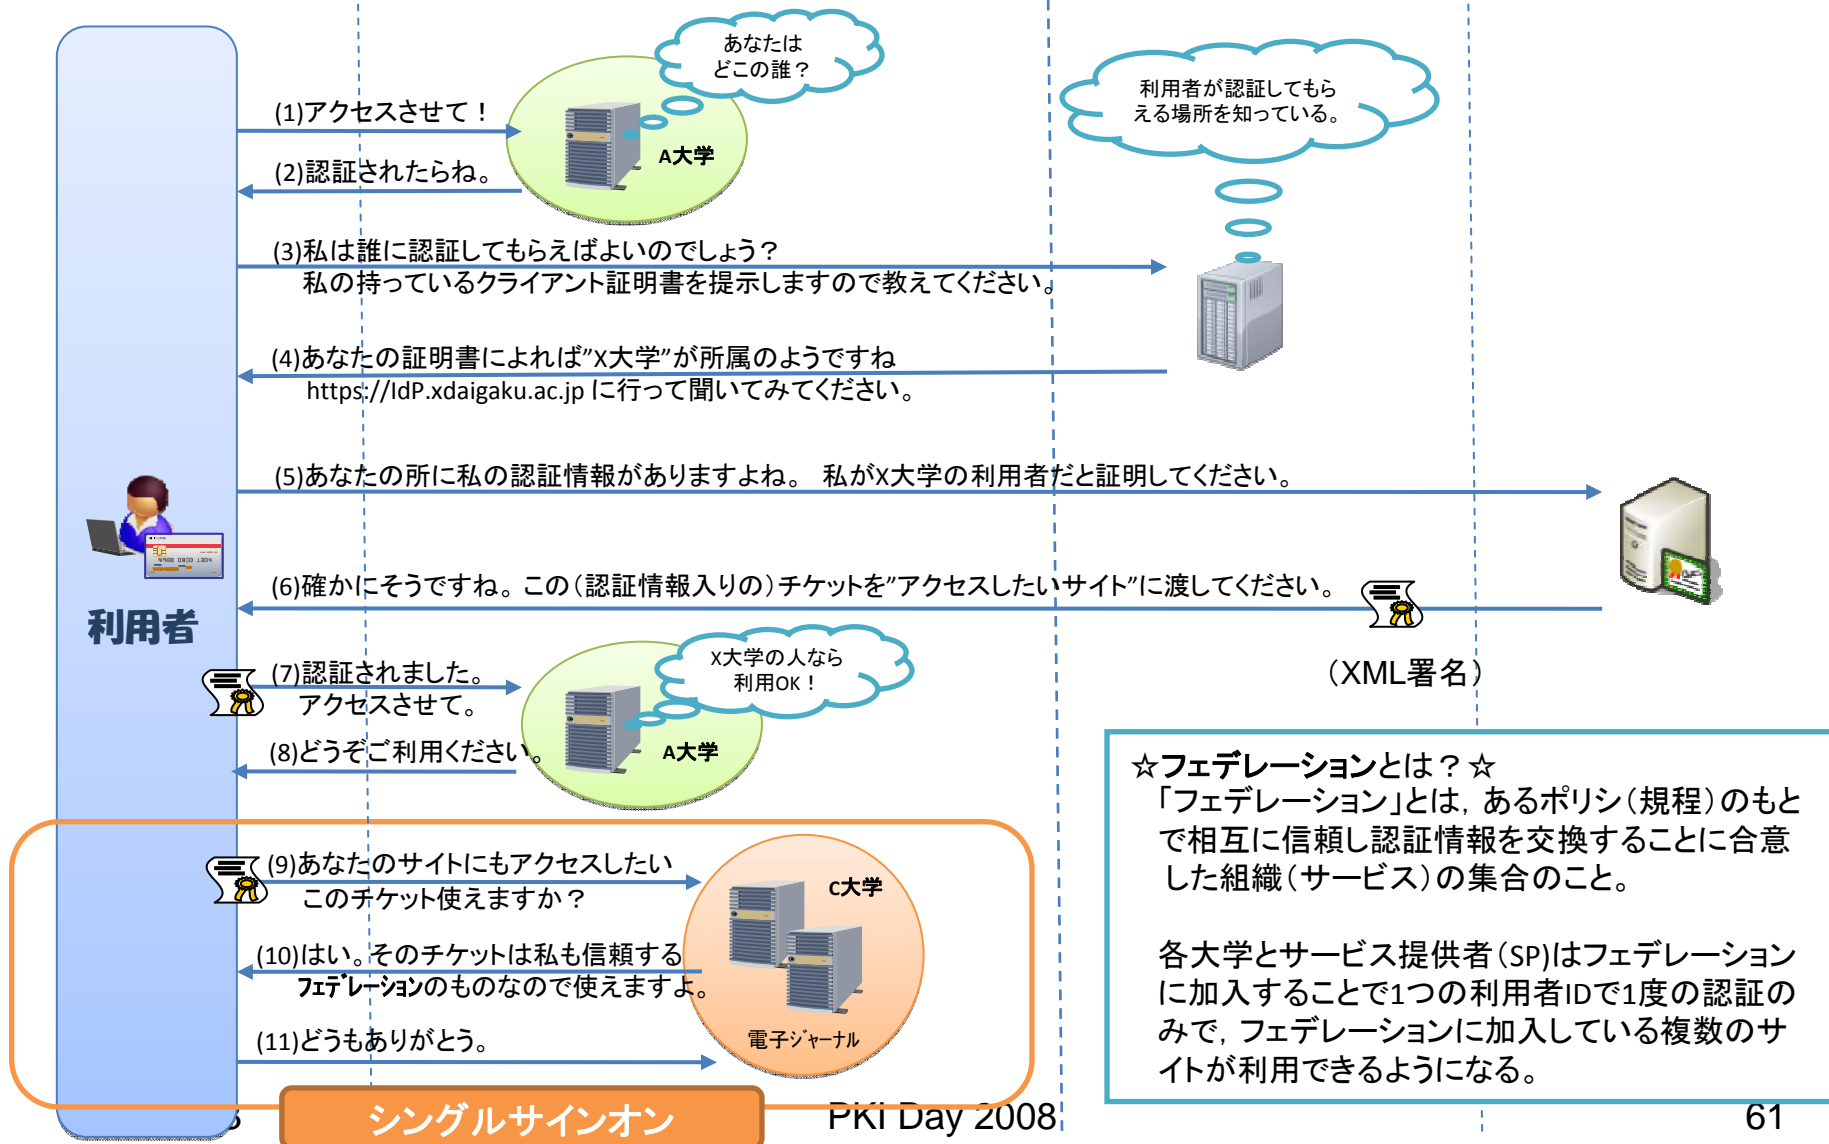 あなたは
どこの誰？
利用者が認証してもら
える場所を知っている。
(1)アクセスさせて！
A大学
(2)認証されたらね。
(3)私は誰に認証してもらえばよいのでしょう？
私の持っているクライアント証明書を提示しますので教えてください。
(4)あなたの証明書によれば”X大学”が所属のようですね
https://IdP.xdaigaku.ac.jp に行って聞いてみてください。
(5)あなたの所に私の認証情報がありますよね。 私がX大学の利用者だと証明してください。
(6)確かにそうですね。この（認証情報入りの）チケットを”アクセスしたいサイト”に渡してください。
利用者
（XML署名）
X大学の人なら
利用OK！
(7)認証されました。
アクセスさせて。
A大学
(8)どうぞご利用ください。
(9)あなたのサイトにもアクセスしたい
このチケット使えますか？
C大学
(10)はい。そのチケットは私も信頼する
ﾌｪﾃﾞﾚｰｼｮﾝのものなので使えますよ。
電子ｼﾞｬｰﾅﾙ
(11)どうもありがとう。
シングルサインオン
☆フェデレーションとは？☆
「フェデレーション」とは，あるポリシ（規程）のもと
で相互に信頼し認証情報を交換することに合意
した組織（サービス）の集合のこと。
各大学とサービス提供者（SP)はフェデレーション
に加入することで1つの利用者IDで1度の認証の
みで，フェデレーションに加入している複数のサ
イトが利用できるようになる。
PKI Day 2008
61